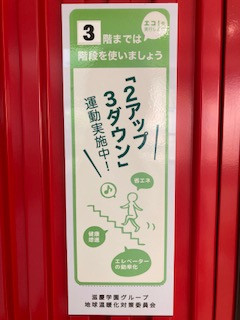 3階までは
階段を使いましょう
「2アップ
3ダウン」
運動実施中!
省エネ
健康
増進
エレベーター
の効率化
滋慶学園グループ
地球温暖化対策委員会